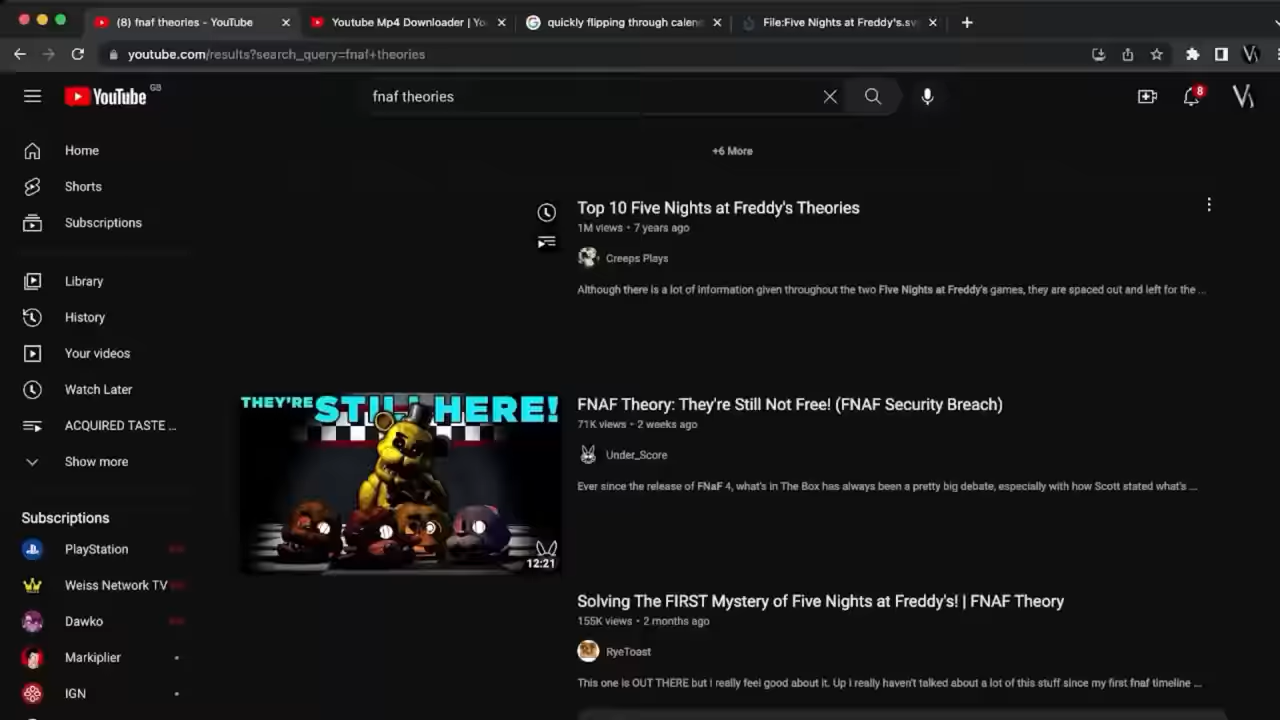 (8) fnaf theories - YouTube
Youtube Mp4 Downloader | Yo
quickly flipping through calen
File:Five Nights at Freddy's.sv
youtube.com/results?search_query=fnaf+theories
YouTube GB
fnaf theories
8
+6 More
Home
Shorts
Subscriptions
Library
History
Your videos
Watch Later
ACQUIRED TASTE ...
Show more
Subscriptions
PlayStation
Weiss Network TV
Dawko
Markiplier
IGN
Top 10 Five Nights at Freddy's Theories
1M views • 7 years ago
Creeps Plays
Although there is a lot of information given throughout the two Five Nights at Freddy's games, they are spaced out and left for the ...
THEY'RE STILL HERE!
12:21
FNAF Theory: They're Still Not Free! (FNAF Security Breach)
71K views • 2 weeks ago
Under_Score
Ever since the release of FNaF 4, what's in The Box has always been a pretty big debate, especially with how Scott stated what's ...
Solving The FIRST Mystery of Five Nights at Freddy's! | FNAF Theory
155K views • 2 months ago
RyeToast
This one is OUT THERE but i really feel good about it. Up i really haven't talked about a lot of this stuff since my first fnaf timeline ...